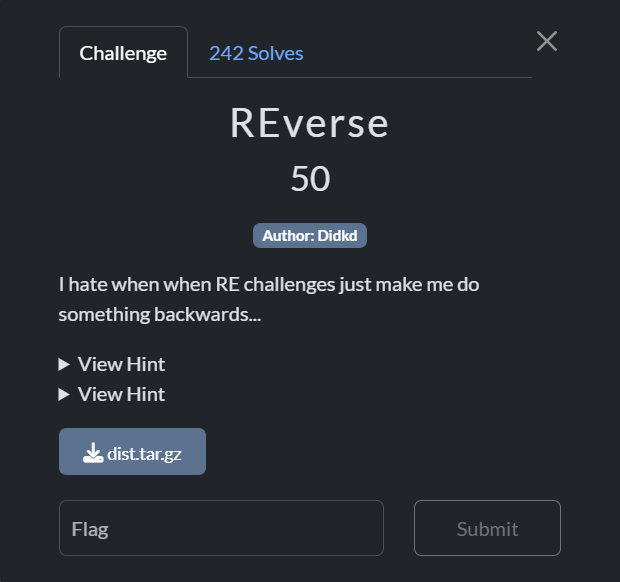 Challenge
242 Solves
REverse
50
Author: Didkd
I hate when when RE challenges just make me do
something backwards...
View Hint
View Hint
dist.tar.gz
Flag
Submit